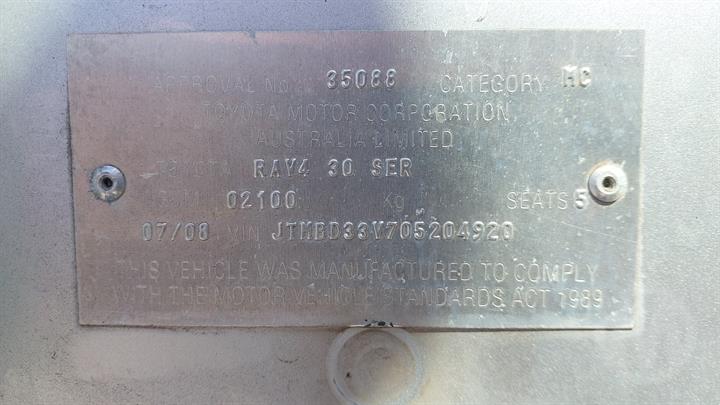 APPROVAL No. 35088 CATEGORY MC
TOYOTA MOTOR CORPORATION
AUSTRALIA LIMITED
TOYOTA RAV4 30 SER
02100 Kg SEATS 5
07/08 VIN JTMBD33V705204920
THIS VEHICLE WAS MANUFACTURED TO COMPLY
WITH THE MOTOR VEHICLE STANDARDS ACT 1989